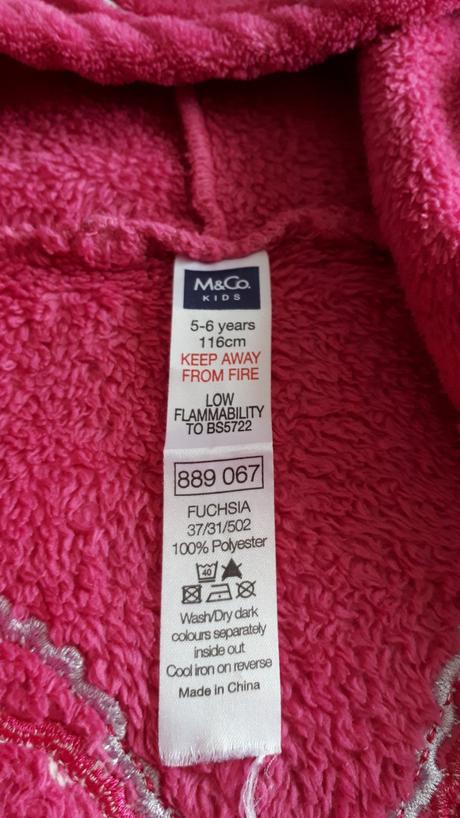 M&Co.
KIDS
5-6 years
116cm
KEEP AWAY
FROM FIRE
LOW
FLAMMABILITY
TO BS5722
889 067
FUCHSIA
37/31/502
100% Polyester
40
Wash/Dry dark
colours separately
inside out
Cool iron on reverse
Made in China